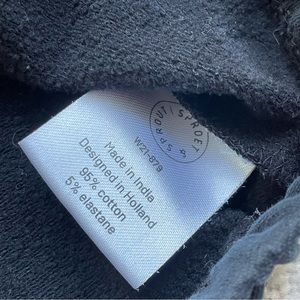 SPROET & SPROUT
W21-879
Made in India
Designed in Holland
95% cotton
5% elastane